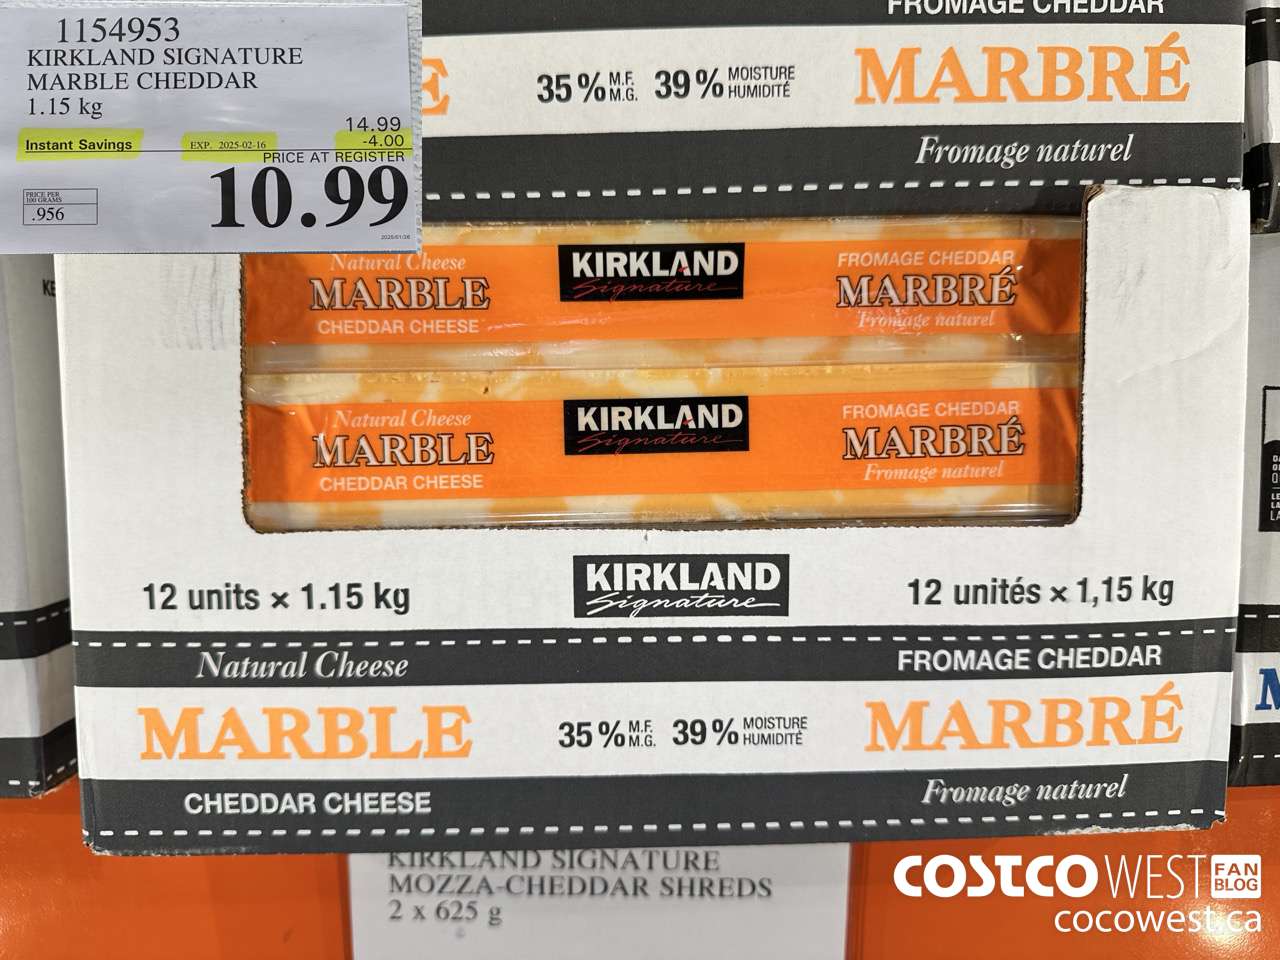 1154953
KIRKLAND SIGNATURE
MARBLE CHEDDAR
1.15 kg
14.99
Instant Savings EXP. 2025-02-16 -4.00
PRICE AT REGISTER
10.99
PRICE PER
100 GRAMS
.956
FROMAGE CHEDDAR
E 35% M.F. M.G. 39% MOISTURE HUMIDITÉ MARBRÉ
Fromage naturel
KE
Natural Cheese
MARBLE
CHEDDAR CHEESE
KIRKLAND
Signature
FROMAGE CHEDDAR
MARBRÉ
Fromage naturel
Natural Cheese
MARBLE
CHEDDAR CHEESE
KIRKLAND
Signature
FROMAGE CHEDDAR
MARBRÉ
Fromage naturel
12 units × 1.15 kg
KIRKLAND
Signature
12 unités × 1,15 kg
Natural Cheese
FROMAGE CHEDDAR
MARBLE 35% M.F. M.G. 39% MOISTURE HUMIDITÉ MARBRÉ
CHEDDAR CHEESE
Fromage naturel
KIRKLAND SIGNATURE
MOZZA-CHEDDAR SHREDS
2 x 625 g
COSTCO WEST FAN BLOG
cocowest.ca